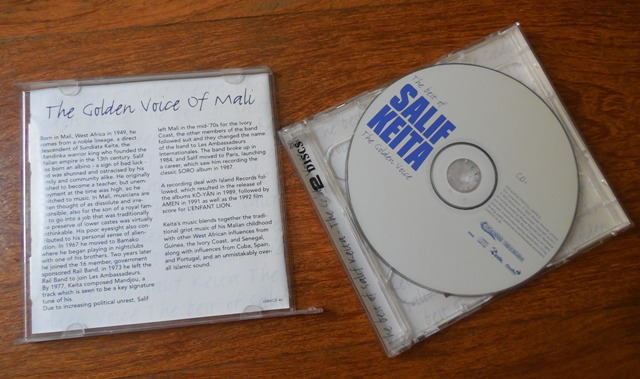 The Golden Voice Of Mali
Born in Mali, West Africa in 1949, he
comes from a noble lineage, a direct
descendent of Sundiata Keita, the
Mandinka warrior king who founded the
Malian empire in the 13th century. Salif
was born an albino - a sign of bad luck -
it was shunned and ostracised by his
family and community alike. He originally
wished to become a teacher, but unem
ployment at the time was high, so he
switched to music. In Mali, musicians are
often thought of as dissolute and irre-
sponsible, also for the son of a royal fam-
to go into a job that was traditionally
preserve of lower castes was virtually
unthinkable. His poor eyesight also con-
tributed to his personal sense of alien-
ation. In 1967 he moved to Bamako
where he began playing in nightclubs
with one of his brothers. Two years later
he joined the 16 member, government
sponsored Rail Band, in 1973 he left the
Rail Band to join Les Ambassadeurs.
By 1977, Keita composed Mandjou, a
track which is seen to be a key signature
tune of his.
Due to increasing political unrest, Salif
left Mali in the mid-'70s for the Ivory
Coast, the other members of the band
followed suit and they changed the name
of the band to Les Ambassadeurs
Internationales. The band broke up in
1984, and Salif moved to Paris, launching
a career, which saw him recording the
classic SORO album in 1987.
A recording deal with Island Records fol-
lowed, which resulted in the release of
the albums KÔ-YÁN in 1989, followed by
AMEN in 1991 as well as the 1992 film
score for L'ENFANT LION.
Keita's music blends together the tradi-
tional griot music of his Malian childhood
with other West African influences from
Guinea, the Ivory Coast, and Senegal,
along with influences from Cuba, Spain,
and Portugal, and an unmistakably over-
all Islamic sound.
2 DISCS
The best of
SALIF
KEITA
The Golden Voice
CD
The best of Salif Keita: The